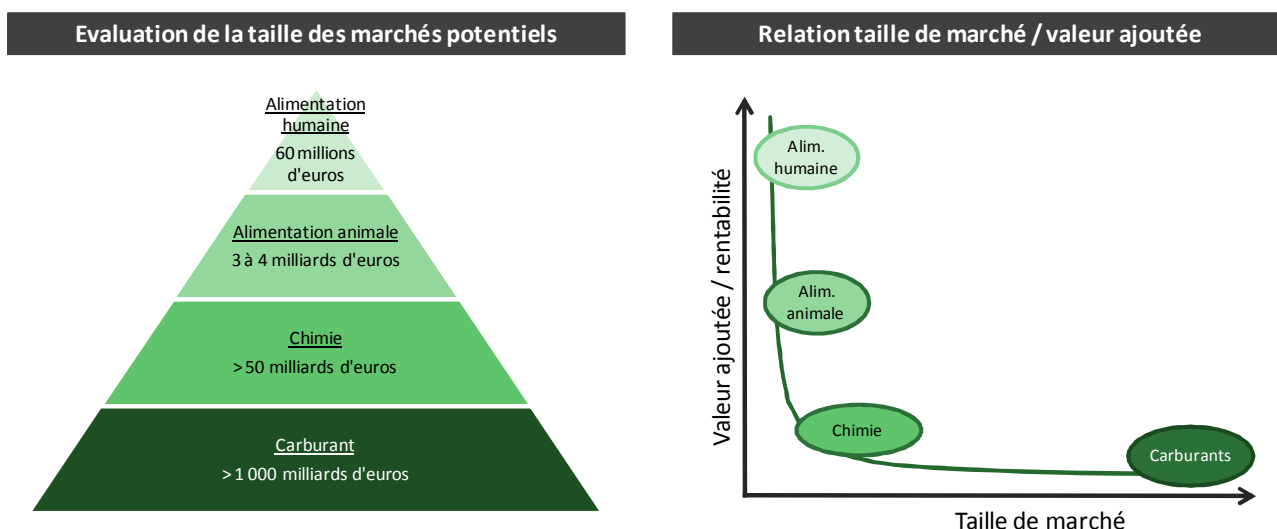 Evaluation de la taille des marchés potentiels
Alimentation
humaine
60 millions
d'euros
Alimentation animale
3 à 4 milliards d'euros
Chimie
> 50 milliards d'euros
Carburant
> 1 000 milliards d'euros
Relation taille de marché / valeur ajoutée
Valeur ajoutée / rentabilité
Alim.
humaine
Alim.
animale
Chimie
Carburants
Taille de marché